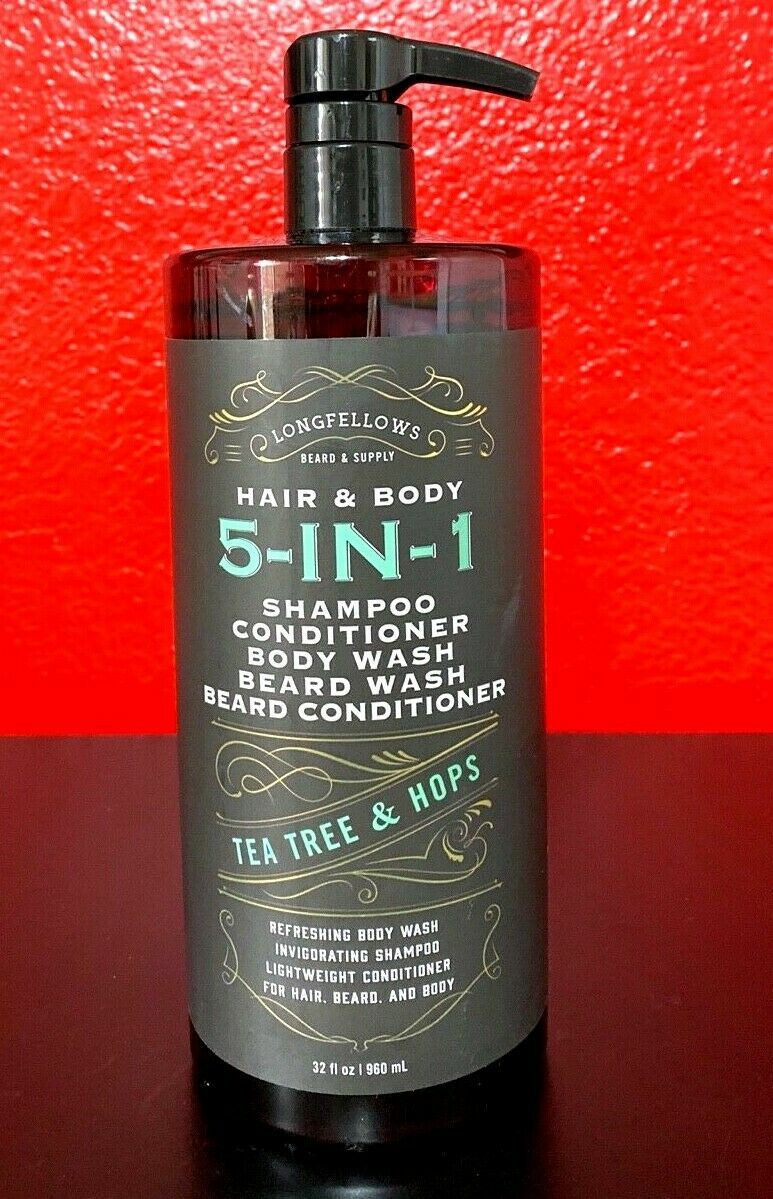 LONGFELLOWS
BEARD & SUPPLY
HAIR & BODY
5-IN-1
SHAMPOO
CONDITIONER
BODY WASH
BEARD WASH
BEARD CONDITIONER
TEA TREE & HOPS
REFRESHING BODY WASH
INVIGORATING SHAMPOO
LIGHTWEIGHT CONDITIONER
FOR HAIR, BEARD, AND BODY
32 fl oz | 960 mL